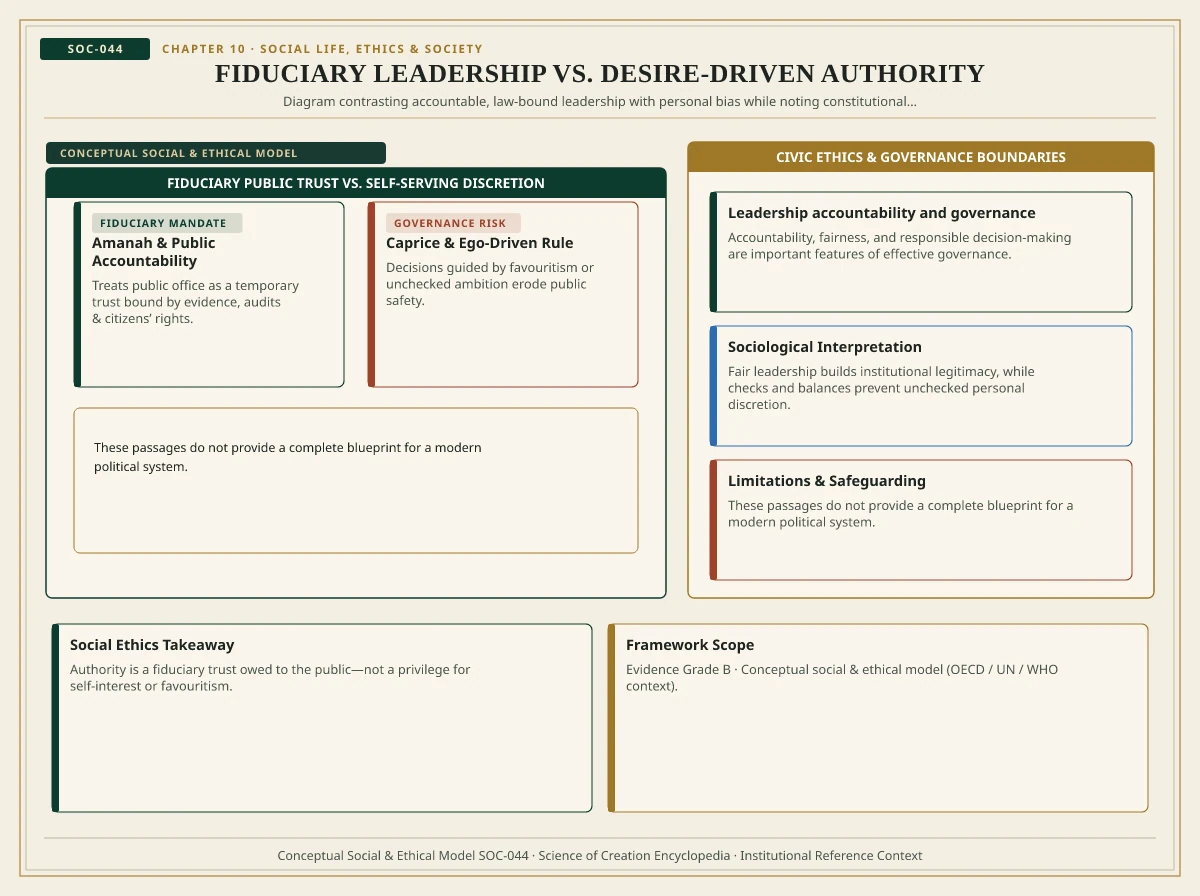 SOC-044
CHAPTER 10 · SOCIAL LIFE, ETHICS & SOCIETY
FIDUCIARY LEADERSHIP VS. DESIRE-DRIVEN AUTHORITY
Diagram contrasting accountable, law-bound leadership with personal bias while noting constitutional...
CONCEPTUAL SOCIAL & ETHICAL MODEL
FIDUCIARY PUBLIC TRUST VS. SELF-SERVING DISCRETION
FIDUCIARY MANDATE
Amanah & Public
Accountability
Treats public office as a temporary
trust bound by evidence, audits
& citizens’ rights.
GOVERNANCE RISK
Caprice & Ego-Driven Rule
Decisions guided by favouritism or
unchecked ambition erode public
safety.
These passages do not provide a complete blueprint for a modern
political system.
CIVIC ETHICS & GOVERNANCE BOUNDARIES
Leadership accountability and governance
Accountability, fairness, and responsible decision-making
are important features of effective governance.
Sociological Interpretation
Fair leadership builds institutional legitimacy, while
checks and balances prevent unchecked personal
discretion.
Limitations & Safeguarding
These passages do not provide a complete blueprint for a
modern political system.
Social Ethics Takeaway
Authority is a fiduciary trust owed to the public—not a privilege for
self-interest or favouritism.
Framework Scope
Evidence Grade B · Conceptual social & ethical model (OECD / UN / WHO
context).
Conceptual Social & Ethical Model SOC-044 · Science of Creation Encyclopedia · Institutional Reference Context